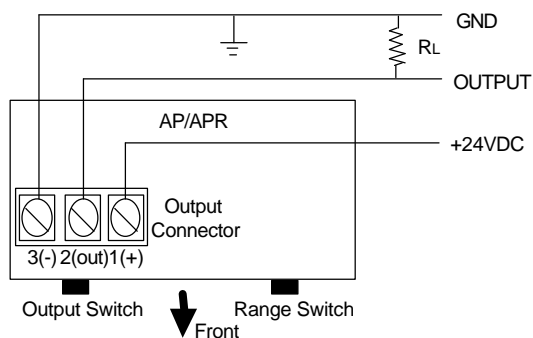 GND
RL
OUTPUT
AP/APR
+24VDC
Output
Connector
3(-) 2(out) 1(+)
Output Switch
Range Switch
Front